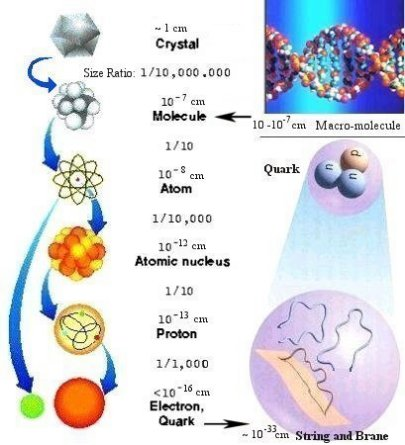 ~ 1 cm
Crystal
Size Ratio: 1/10,000.000
10⁻⁷ cm
Molecule
10 -10⁻⁷ cm Macro-molecule
1/10
10⁻⁸ cm
Atom
1/10,000
10⁻¹² cm
Atomic nucleus
1/10
10⁻¹³ cm
Proton
1/1,000
<10⁻¹⁶ cm
Electron,
Quark
Quark
n
p
n
~ 10⁻³³ cm String and Brane